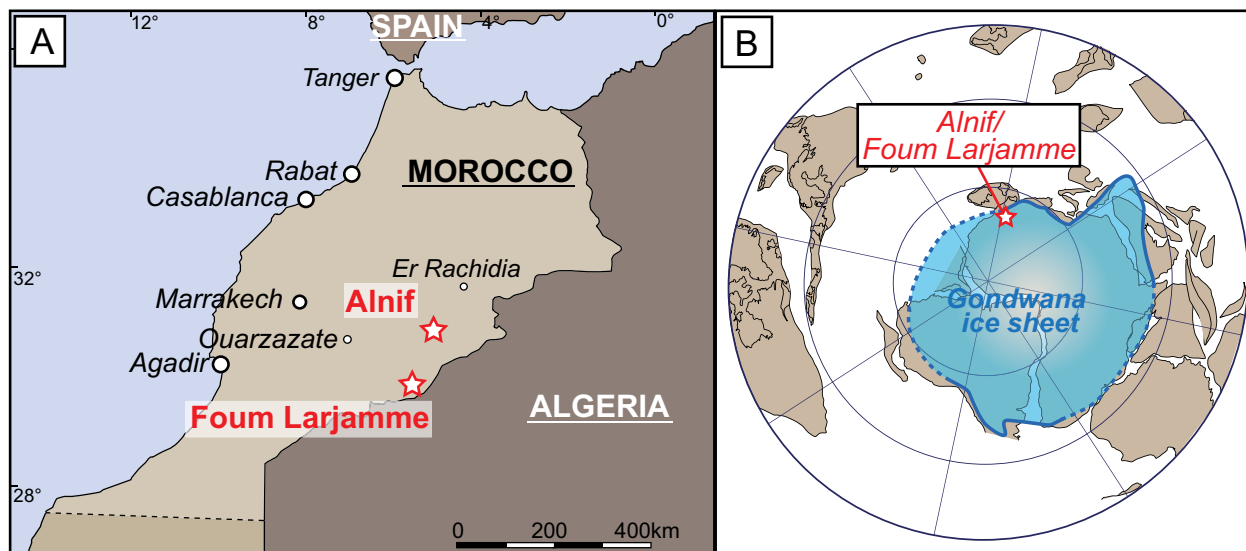 A
12°
8°
SPAIN
4°
0°
Tanger
Rabat
MOROCCO
Casablanca
32°
Er Rachidia
Marrakech
Alnif
Ouarzazate
Agadir
Foum Larjamme
ALGERIA
28°
0 200 400km
B
Alnif/
Foum Larjamme
Gondwana
ice sheet